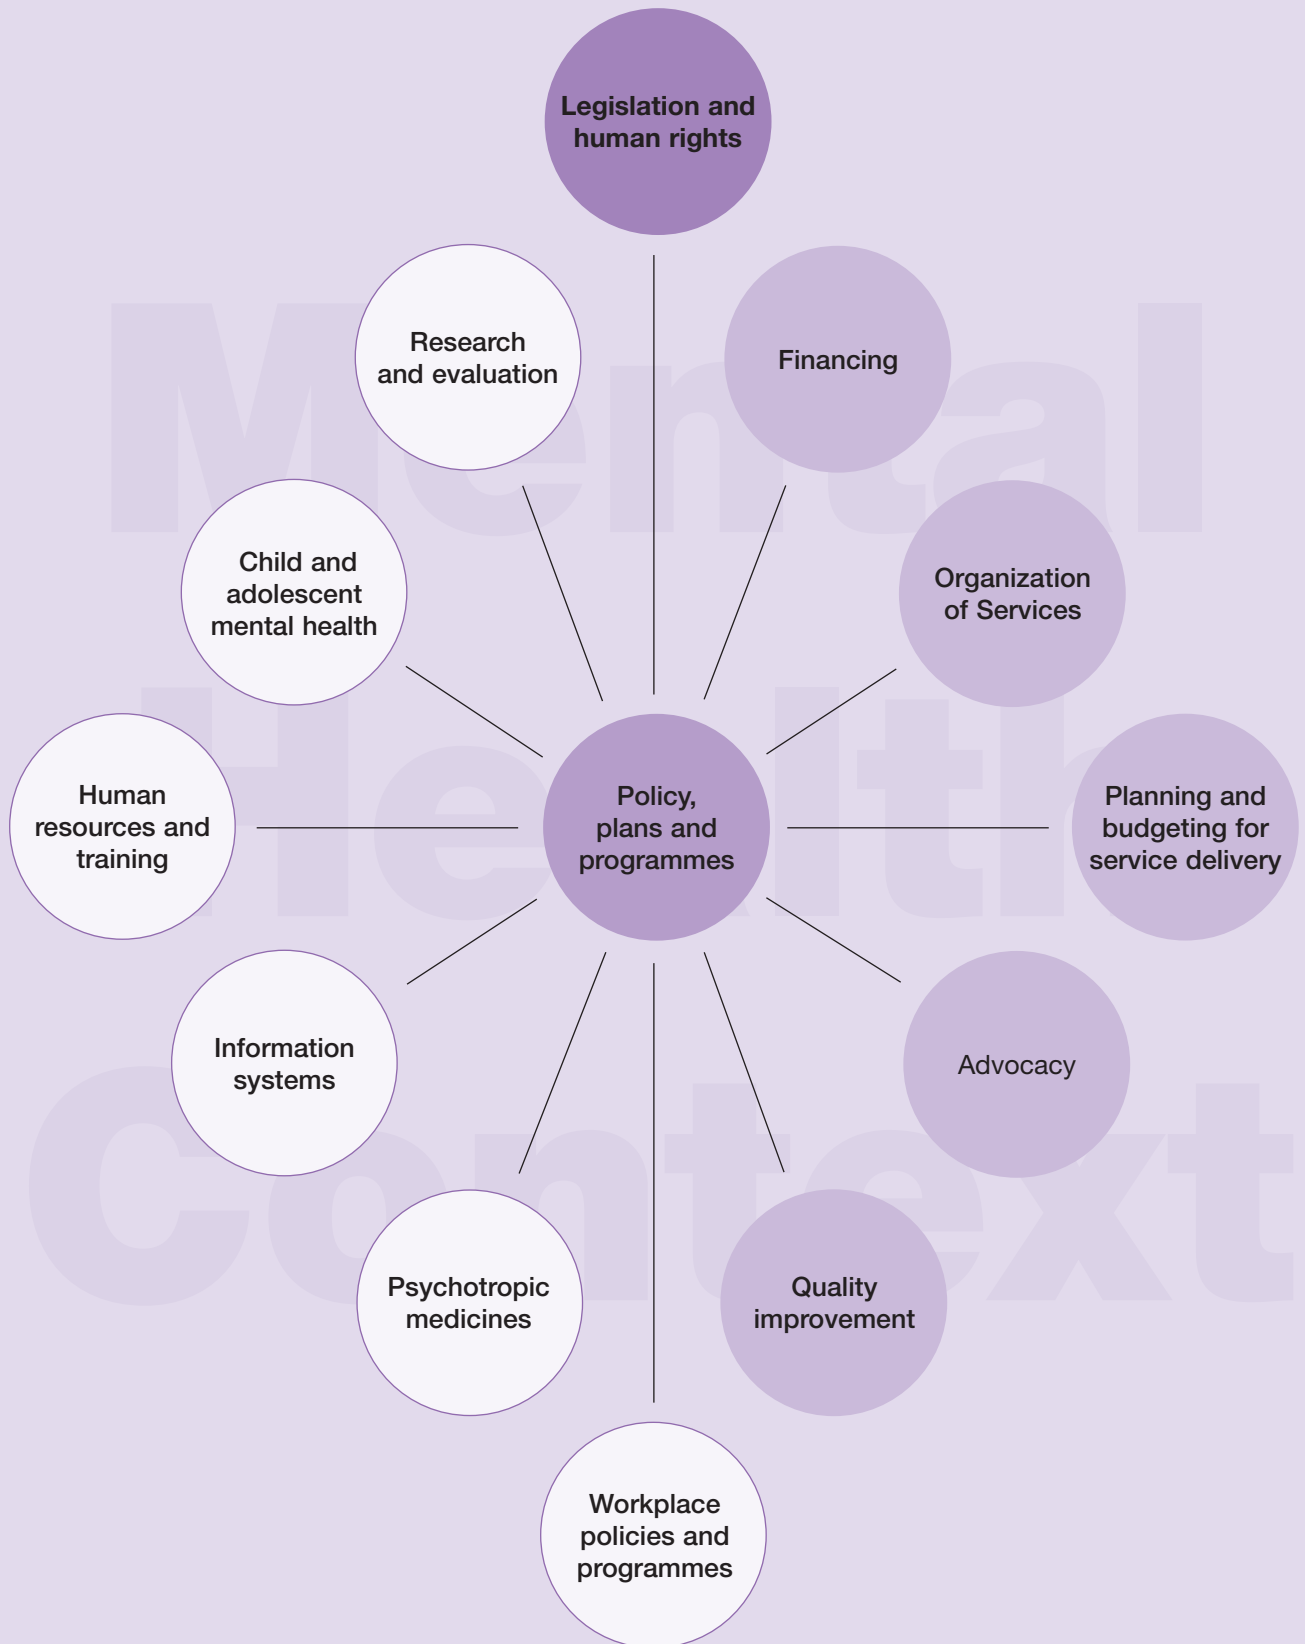 Legislation and
human rights
Research
and evaluation
Financing
Child and
adolescent
mental health
Organization
of Services
Human
resources and
training
Policy,
plans and
programmes
Planning and
budgeting for
service delivery
Information
systems
Advocacy
Psychotropic
medicines
Quality
improvement
Workplace
policies and
programmes
Mental
Health
Context